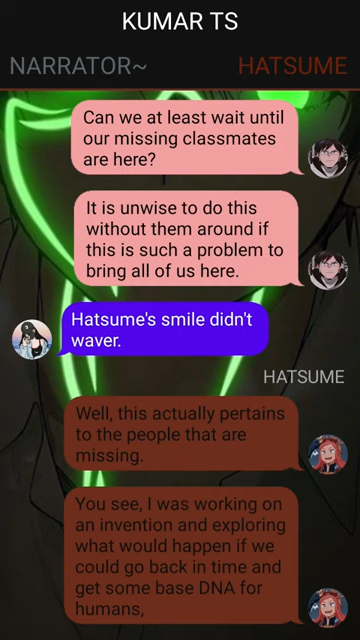 KUMAR TS
NARRATOR~ HATSUME
Can we at least wait until
our missing classmates
are here?
It is unwise to do this
without them around if
this is such a problem to
bring all of us here.
Hatsume's smile didn't
waver.
HATSUME
Well, this actually pertains
to the people that are
missing.
You see, I was working on
an invention and exploring
what would happen if we
could go back in time and
get some base DNA for
humans,